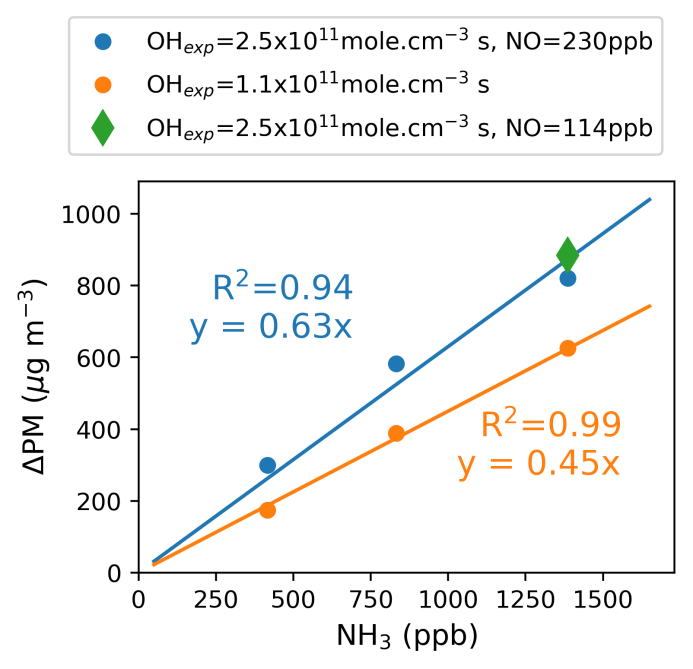 OHexp=2.5x10¹¹mole.cm⁻³ s, NO=230ppb
OHexp=1.1x10¹¹mole.cm⁻³ s
OHexp=2.5x10¹¹mole.cm⁻³ s, NO=114ppb
1000
800
600
400
200
0
ΔPM (μg m⁻³)
R²=0.94
y = 0.63x
R²=0.99
y = 0.45x
0 250 500 750 1000 1250 1500
NH₃ (ppb)